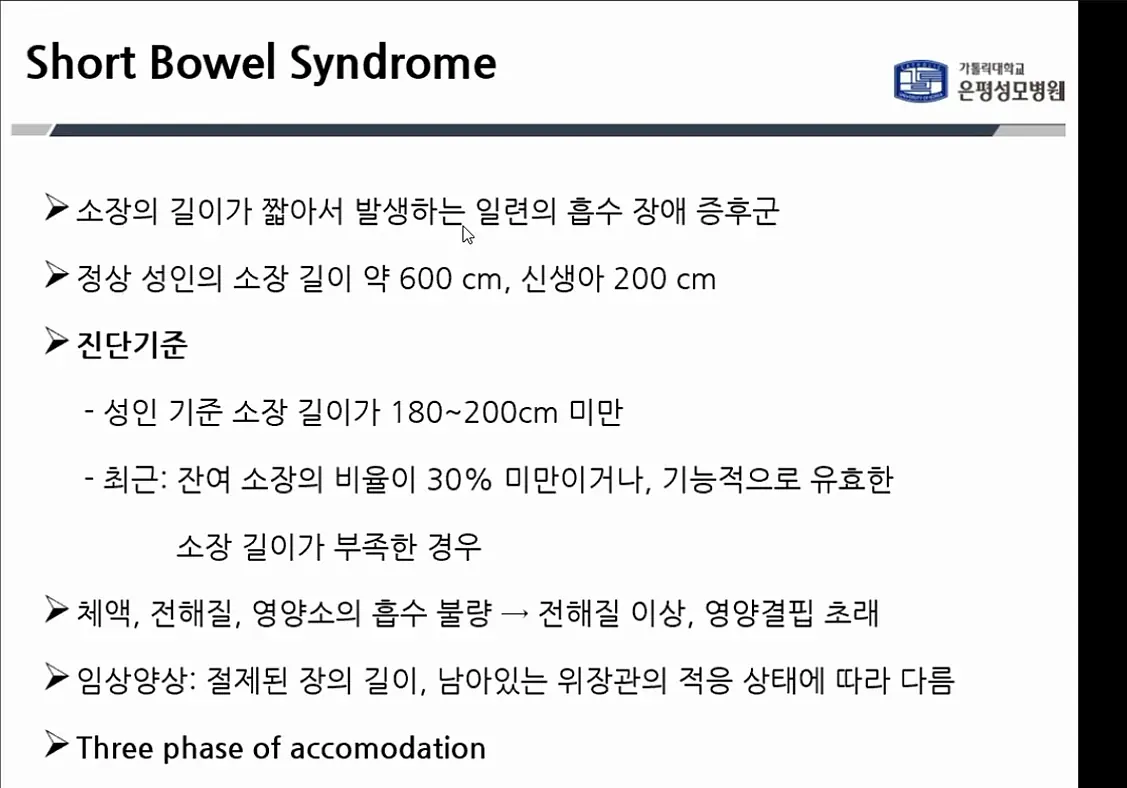 Short Bowel Syndrome
가톨릭대학교
은평성모병원
➢ 소장의 길이가 짧아서 발생하는 일련의 흡수 장애 증후군
➢ 정상 성인의 소장 길이 약 600 cm, 신생아 200 cm
➢ 진단기준
- 성인 기준 소장 길이가 180~200cm 미만
- 최근: 잔여 소장의 비율이 30% 미만이거나, 기능적으로 유효한
소장 길이가 부족한 경우
➢ 체액, 전해질, 영양소의 흡수 불량 → 전해질 이상, 영양결핍 초래
➢ 임상양상: 절제된 장의 길이, 남아있는 위장관의 적응 상태에 따라 다름
➢ Three phase of accomodation